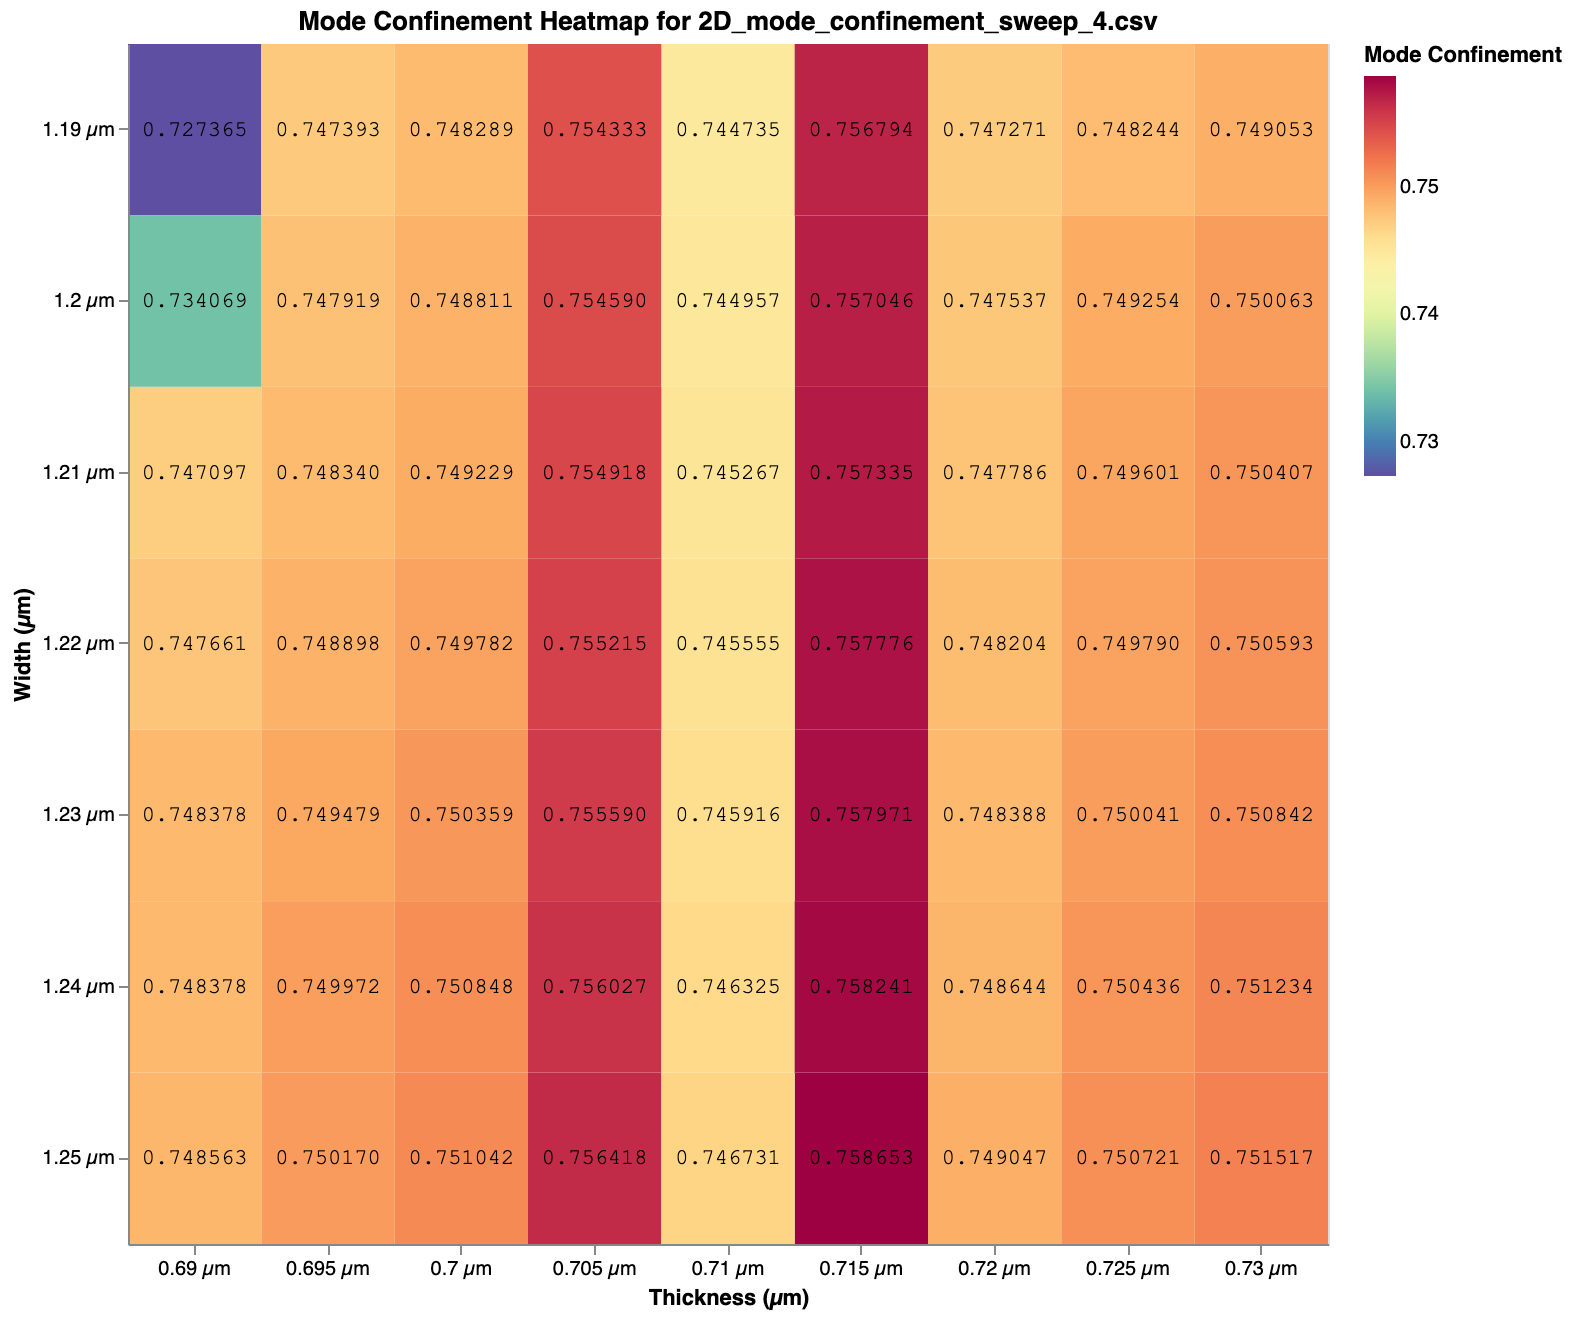 Mode Confinement Heatmap for 2D_mode_confinement_sweep_4.csv
Mode Confinement
0.75
0.74
0.73
Width (µm)
1.19 µm 0.727365 0.747393 0.748289 0.754333 0.744735 0.756794 0.747271 0.748244 0.749053
1.2 µm 0.734069 0.747919 0.748811 0.754590 0.744957 0.757046 0.747537 0.749254 0.750063
1.21 µm 0.747097 0.748340 0.749229 0.754918 0.745267 0.757335 0.747786 0.749601 0.750407
1.22 µm 0.747661 0.748898 0.749782 0.755215 0.745555 0.757776 0.748204 0.749790 0.750593
1.23 µm 0.748378 0.749479 0.750359 0.755590 0.745916 0.757971 0.748388 0.750041 0.750842
1.24 µm 0.748378 0.749972 0.750848 0.756027 0.746325 0.758241 0.748644 0.750436 0.751234
1.25 µm 0.748563 0.750170 0.751042 0.756418 0.746731 0.758653 0.749047 0.750721 0.751517
0.69 µm 0.695 µm 0.7 µm 0.705 µm 0.71 µm 0.715 µm 0.72 µm 0.725 µm 0.73 µm
Thickness (µm)